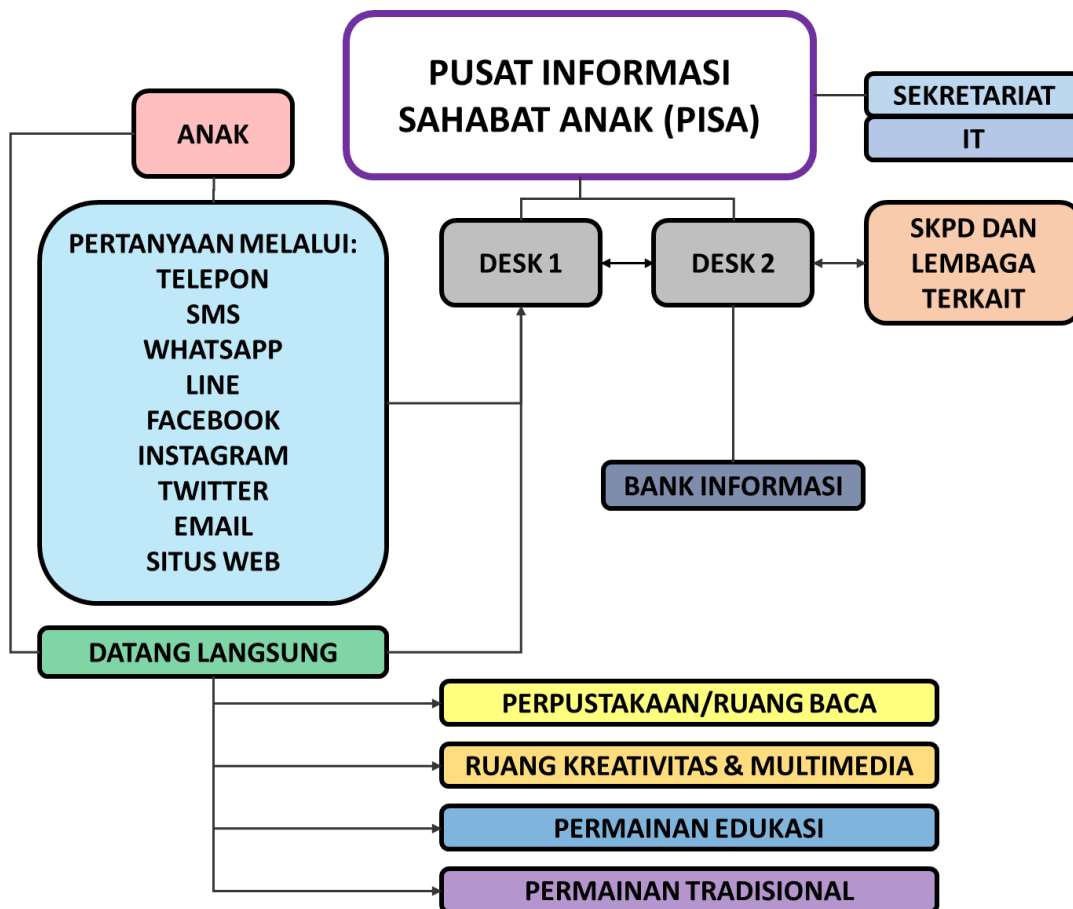 PUSAT INFORMASI
SAHABAT ANAK (PISA)
SEKRETARIAT
IT
ANAK
PERTANYAAN MELALUI:
TELEPON
SMS
WHATSAPP
LINE
FACEBOOK
INSTAGRAM
TWITTER
EMAIL
SITUS WEB
DESK 1
DESK 2
SKPD DAN
LEMBAGA
TERKAIT
BANK INFORMASI
DATANG LANGSUNG
PERPUSTAKAAN/RUANG BACA
RUANG KREATIVITAS & MULTIMEDIA
PERMAINAN EDUKASI
PERMAINAN TRADISIONAL